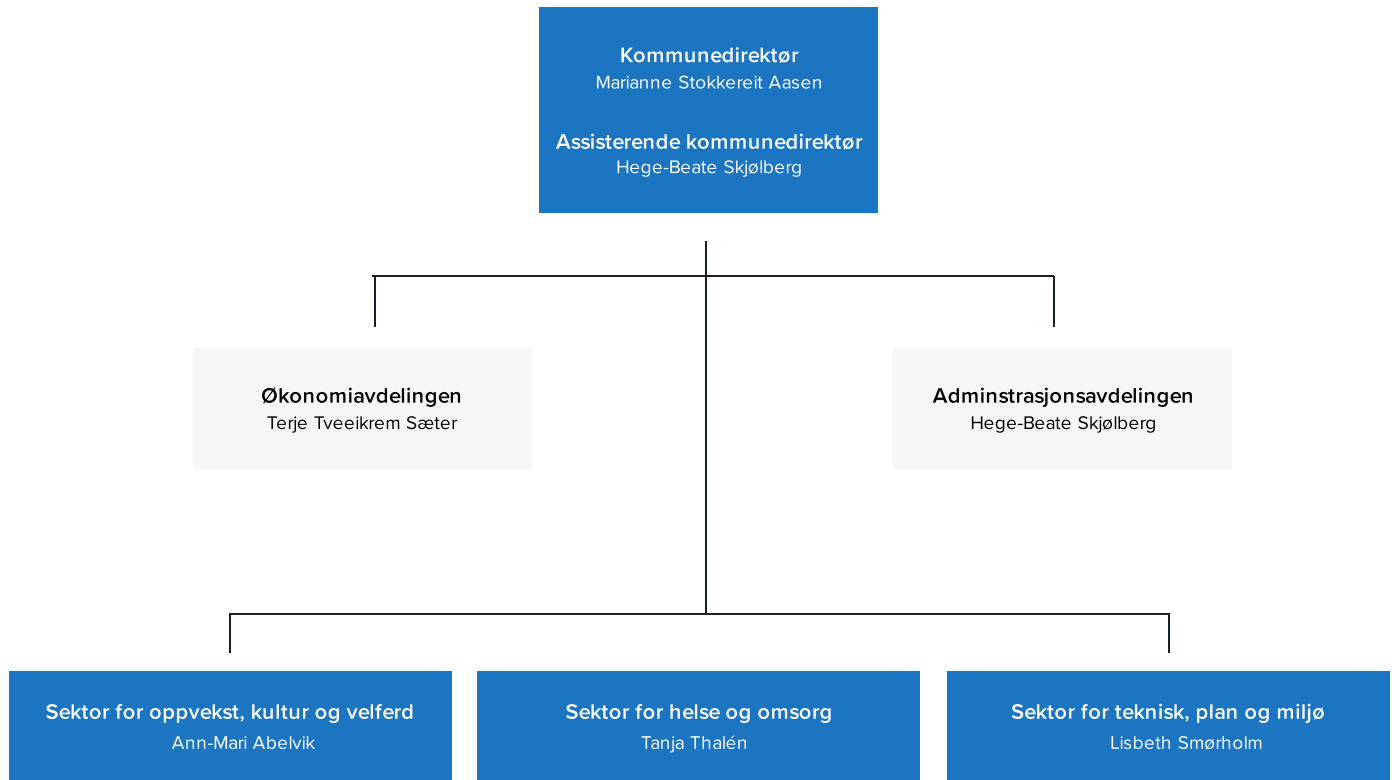 Kommunedirektør
Marianne Stokkereit Aasen
Assisterende kommunedirektør
Hege-Beate Skjølberg
Økonomiavdelingen
Terje Tveeikrem Sæter
Adminstrasjonsavdelingen
Hege-Beate Skjølberg
Sektor for oppvekst, kultur og velferd
Ann-Mari Abelvik
Sektor for helse og omsorg
Tanja Thalén
Sektor for teknisk, plan og miljø
Lisbeth Smørholm